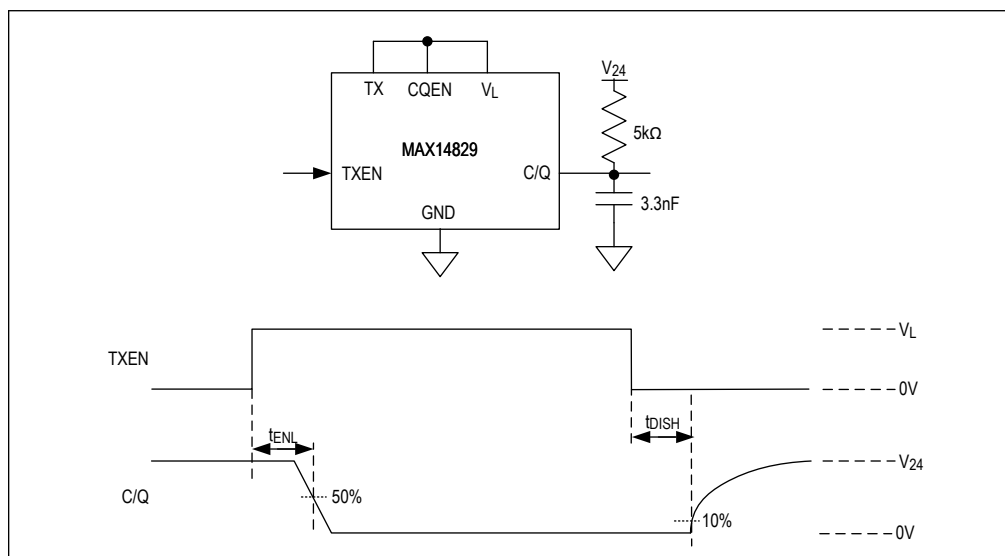 TX CQEN VL
MAX14829
TXEN C/Q
GND
V24
5kΩ
3.3nF
TXEN
VL
0V
tENL
tDISH
C/Q
50%
10%
V24
0V